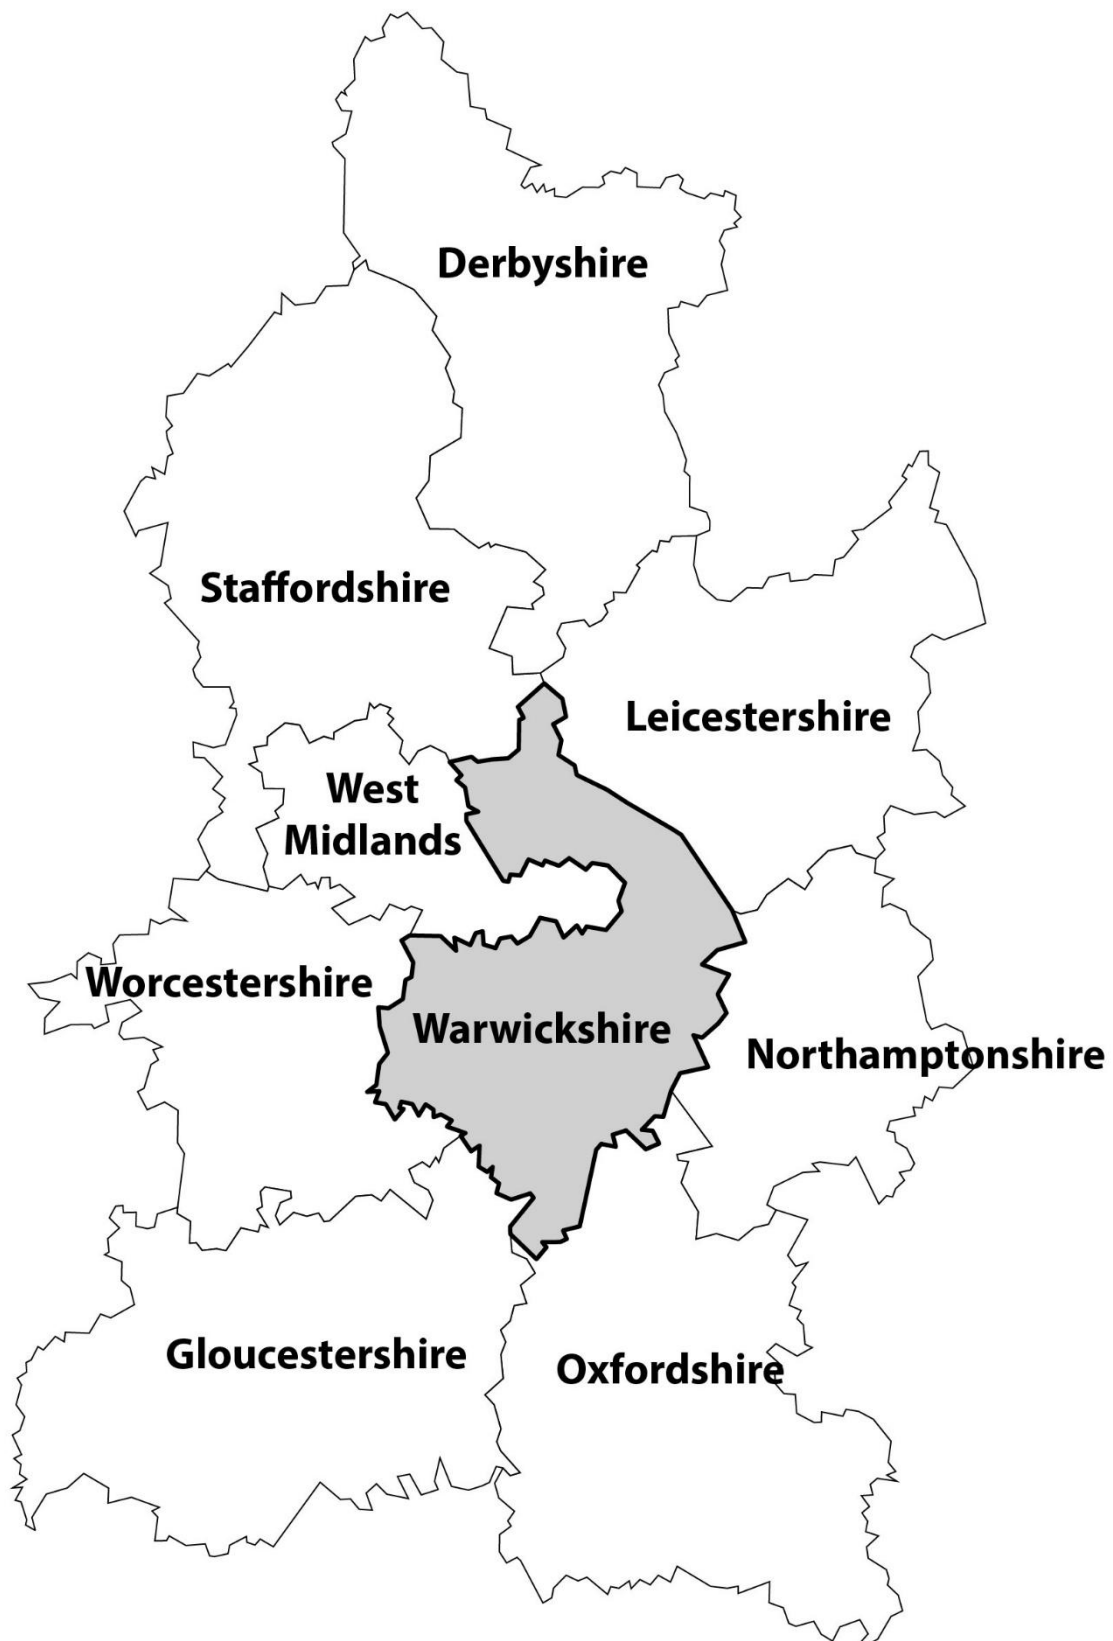 Derbyshire
Staffordshire
Leicestershire
West
Midlands
Worcestershire
Warwickshire
Northamptonshire
Gloucestershire
Oxfordshire